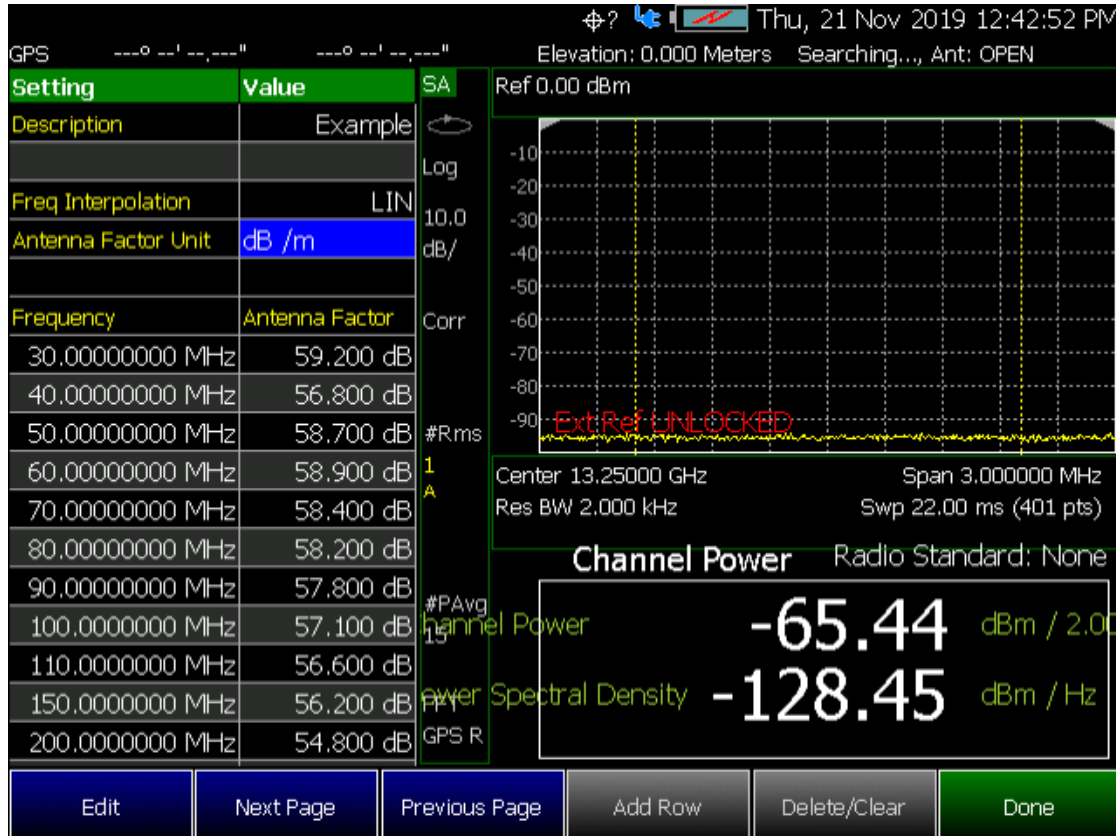 ? Thu, 21 Nov 2019 12:42:52 PM
GPS ---º --' --.---" ---º --' --.---" Elevation: 0.000 Meters Searching..., Ant: OPEN
Setting Value SA Ref 0.00 dBm
Description Example
Log
Freq Interpolation LIN
10.0
Antenna Factor Unit dB /m dB/
Frequency Antenna Factor Corr
30.00000000 MHz 59.200 dB
40.00000000 MHz 56.800 dB
50.00000000 MHz 58.700 dB #Rms
60.00000000 MHz 58.900 dB 1
A
70.00000000 MHz 58.400 dB
80.00000000 MHz 58.200 dB
90.00000000 MHz 57.800 dB #PAvg
100.0000000 MHz 57.100 dB 15
110.0000000 MHz 56.600 dB
150.0000000 MHz 56.200 dB
200.0000000 MHz 54.800 dB GPS R
-10
-20
-30
-40
-50
-60
-70
-80
-90
Ext Ref UNLOCKED
Center 13.25000 GHz Span 3.000000 MHz
Res BW 2.000 kHz Swp 22.00 ms (401 pts)
Channel Power Radio Standard: None
hannel Power -65.44 dBm / 2.00
ower Spectral Density -128.45 dBm / Hz
Edit Next Page Previous Page Add Row Delete/Clear Done